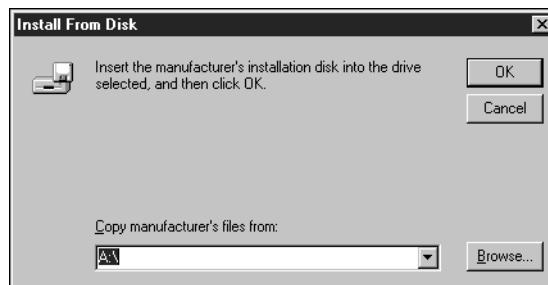 Install From Disk
Insert the manufacturer's installation disk into the drive
selected, and then click OK.
OK
Cancel
Copy manufacturer's files from:
A:\
Browse...